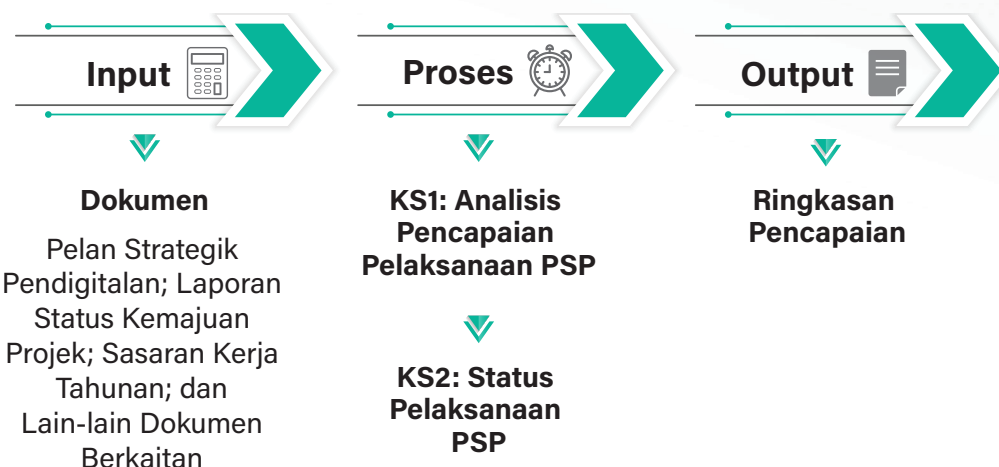 Input
Dokumen
Pelan Strategik
Pendigitalan; Laporan
Status Kemajuan
Projek; Sasaran Kerja
Tahunan; dan
Lain-lain Dokumen
Berkaitan
Proses
KS1: Analisis
Pencapaian
Pelaksanaan PSP
KS2: Status
Pelaksanaan
PSP
Output
Ringkasan
Pencapaian